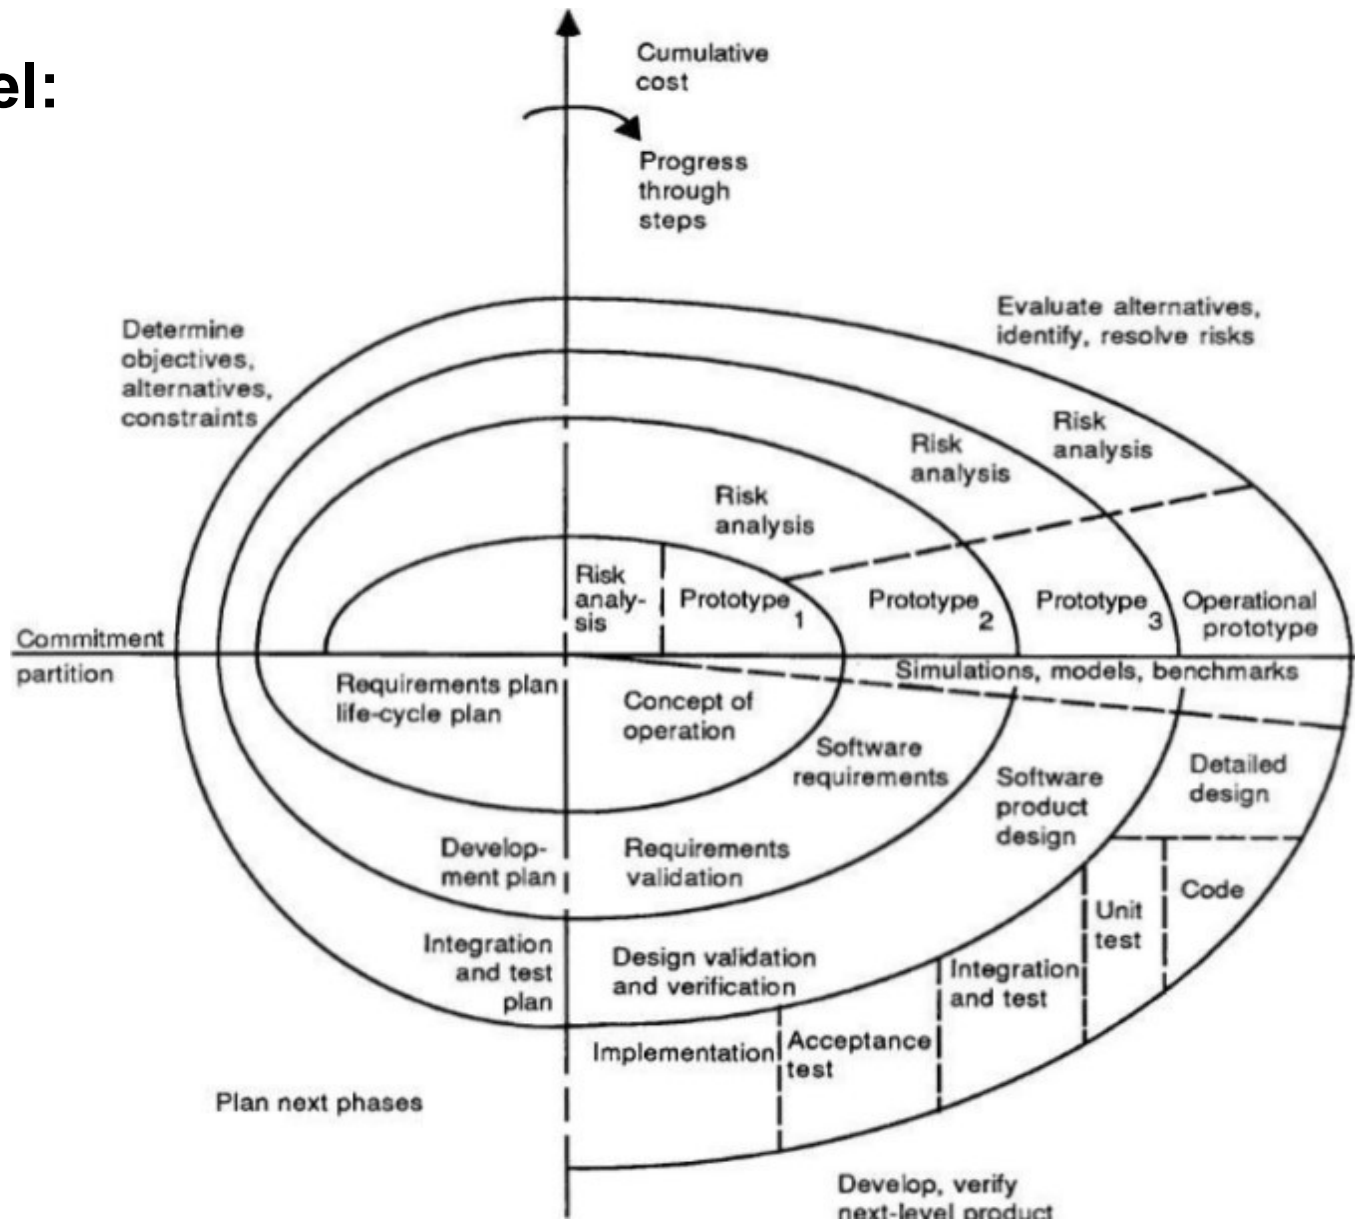 el:
Cumulative
cost
Progress
through
steps
Determine
objectives,
alternatives,
constraints
Evaluate alternatives,
identify, resolve risks
Risk
analysis
Risk
analysis
Risk
analysis
Risk
analy-
sis
Prototype 1
Prototype 2
Prototype 3
Operational
prototype
Commitment
partition
Simulations, models, benchmarks
Requirements plan
life-cycle plan
Concept of
operation
Software
requirements
Software
product
design
Detailed
design
Develop-
ment plan
Requirements
validation
Code
Unit
test
Integration
and test
plan
Design validation
and verification
Integration
and test
Acceptance
test
Implementation
Plan next phases
Develop, verify
next-level product